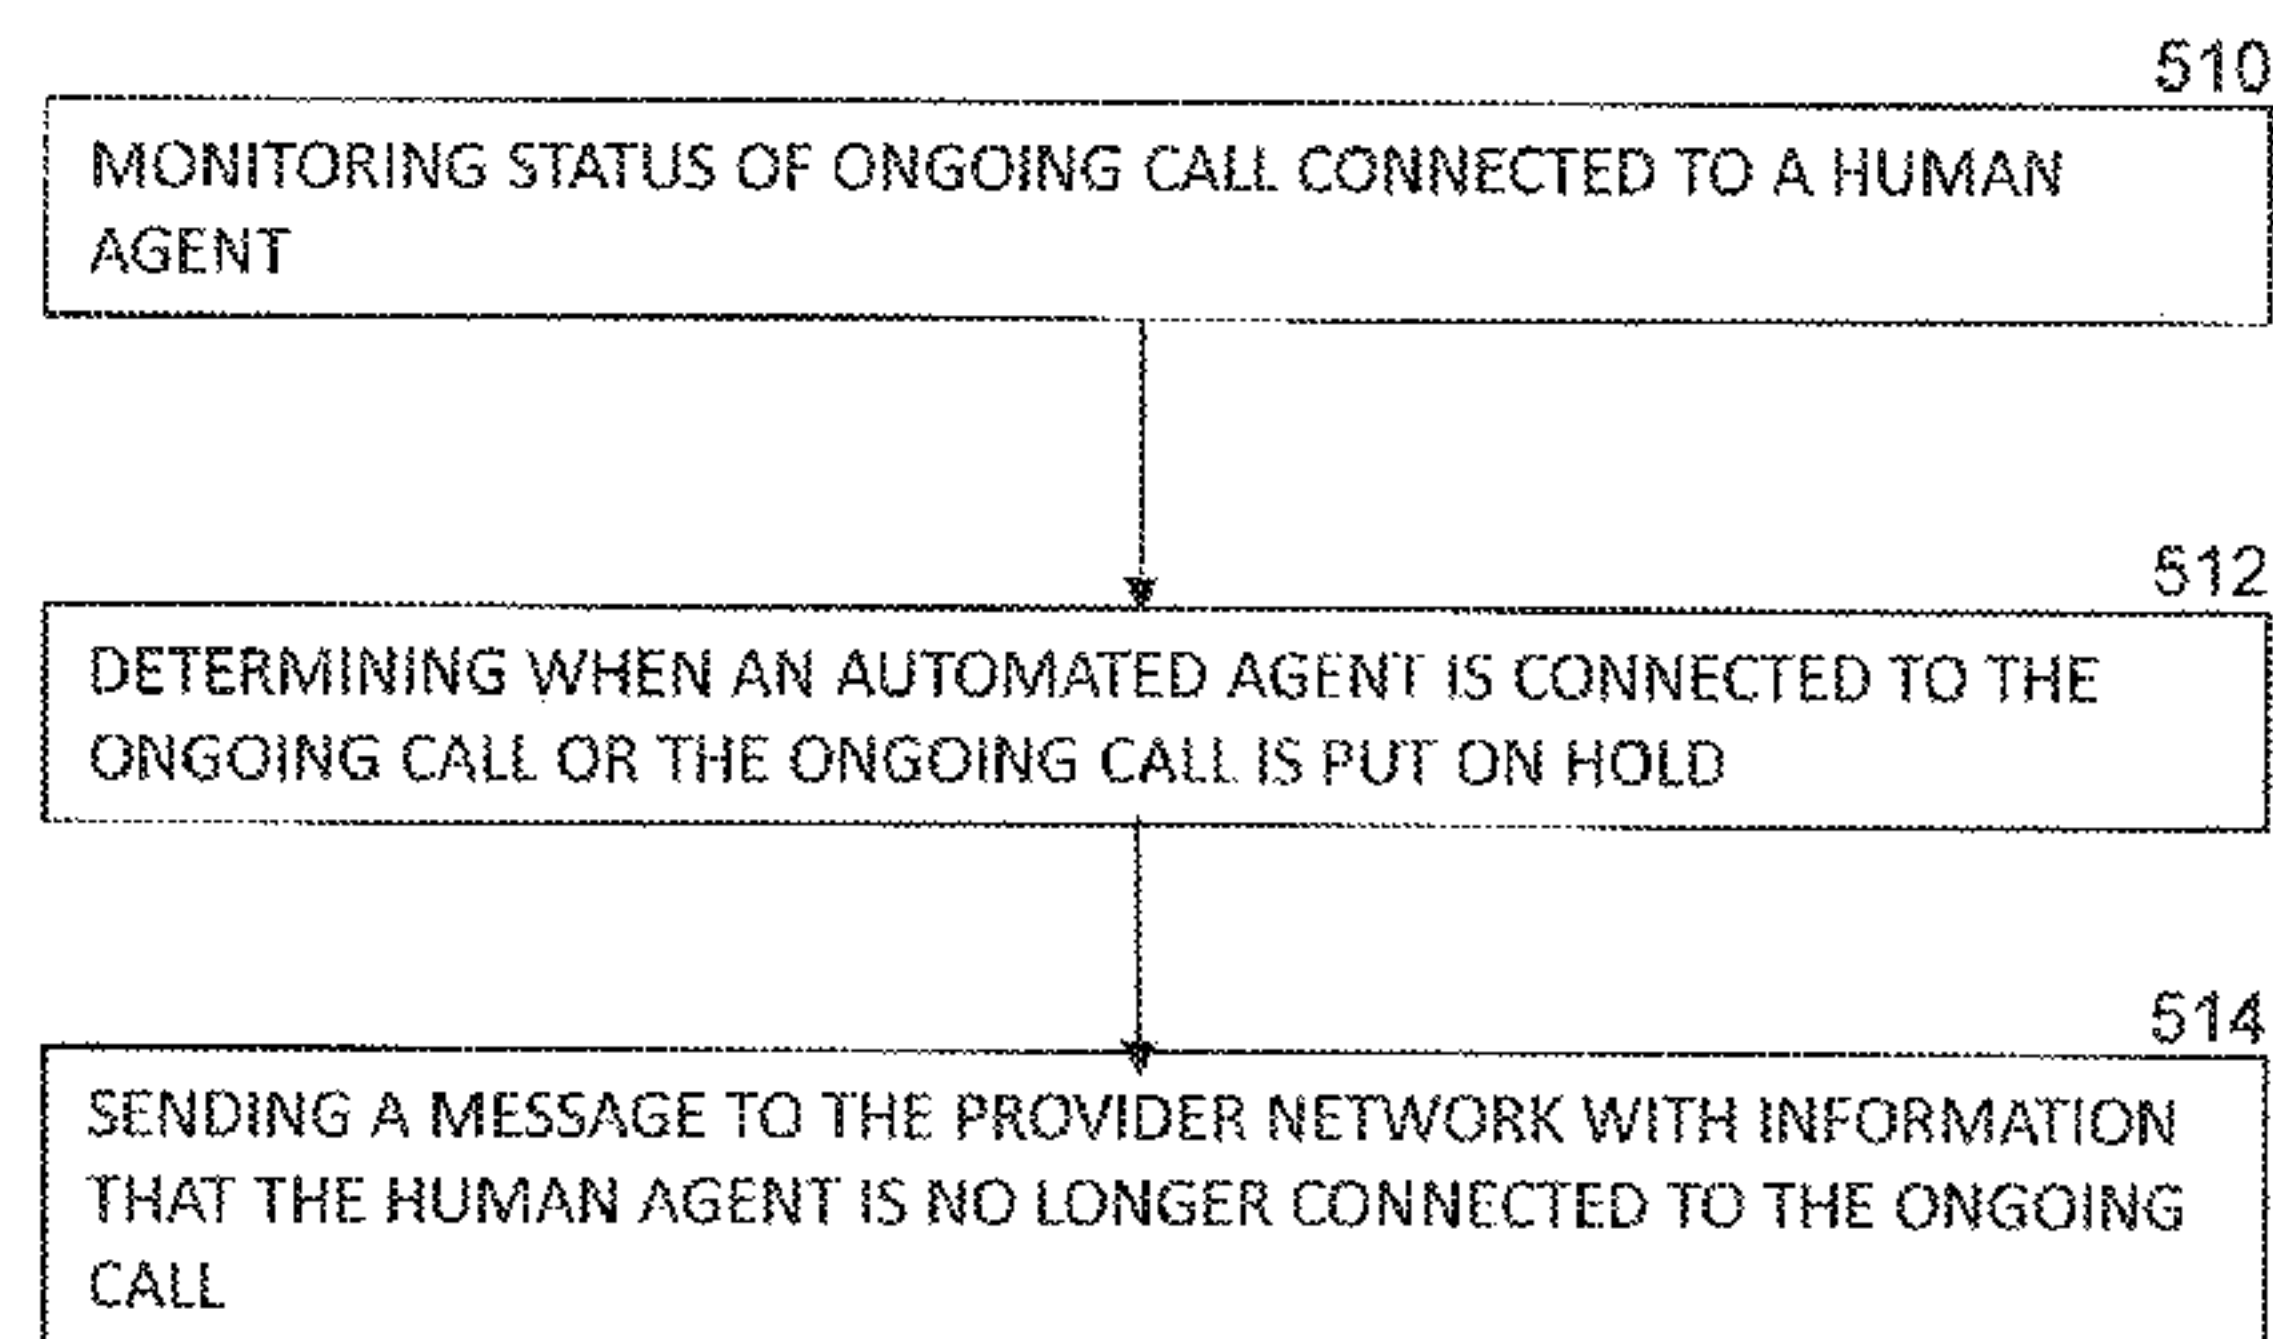 510
MONITORING STATUS OF ONGOING CALL CONNECTED TO A HUMAN
AGENT
512
DETERMINING WHEN AN AUTOMATED AGENT IS CONNECTED TO THE
ONGOING CALL OR THE ONGOING CALL IS PUT ON HOLD
514
SENDING A MESSAGE TO THE PROVIDER NETWORK WITH INFORMATION
THAT THE HUMAN AGENT IS NO LONGER CONNECTED TO THE ONGOING
CALL